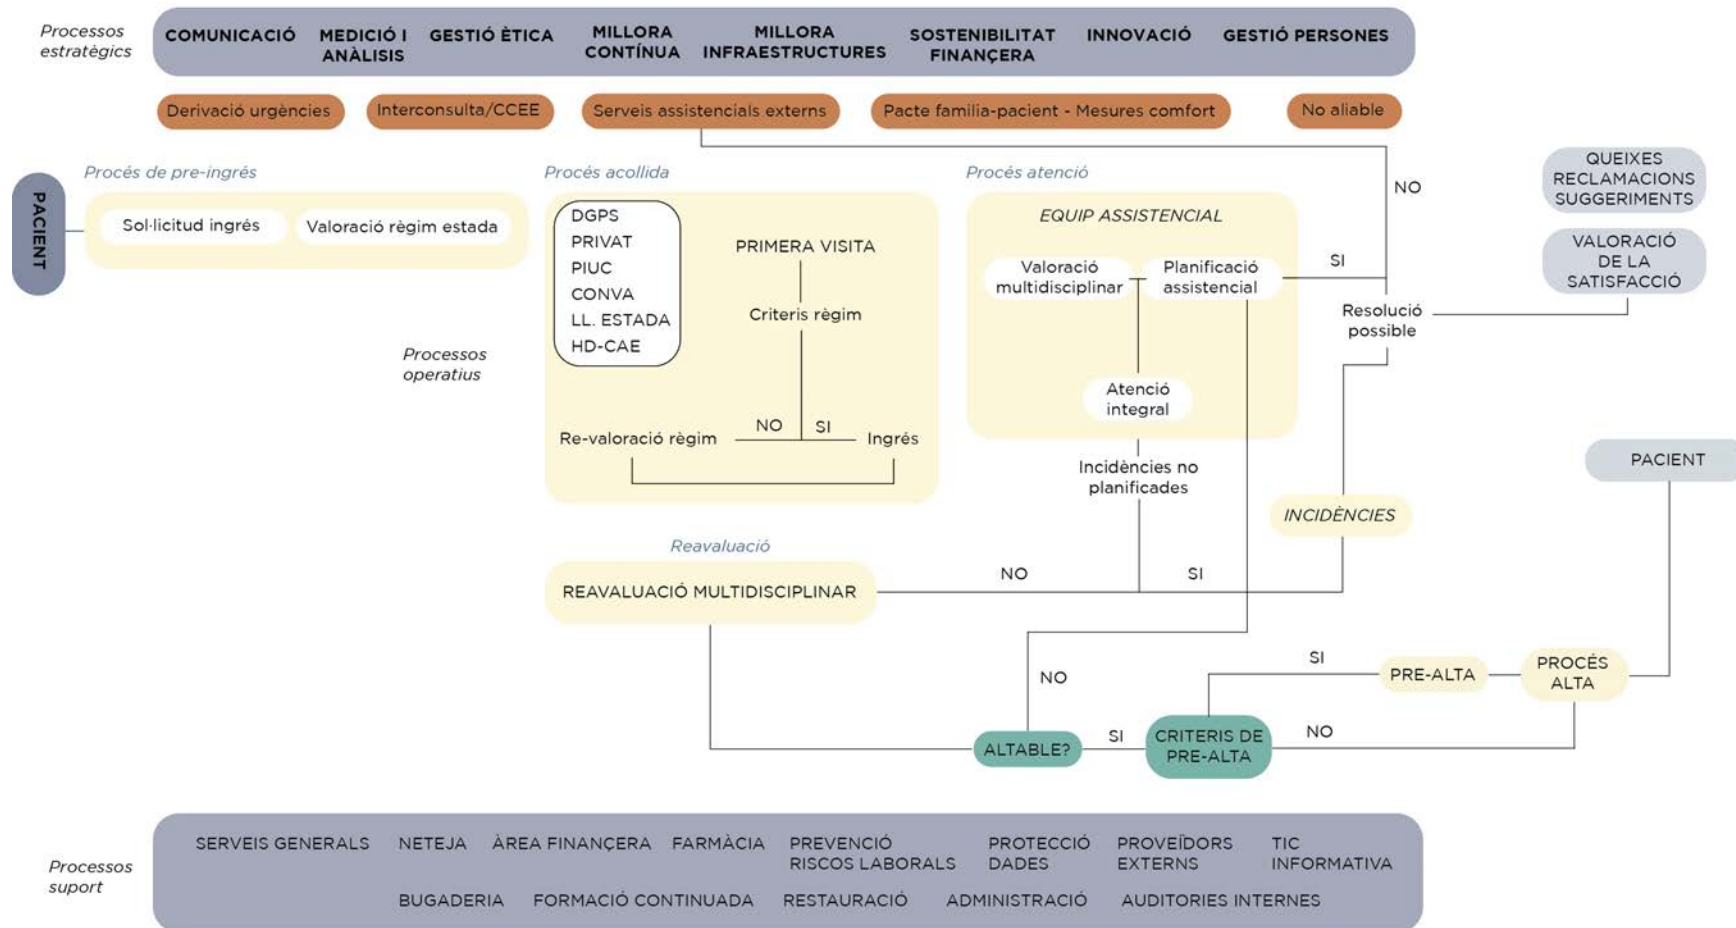 Processos
estratègics
COMUNICACIÓ
MEDICIÓ I
ANÀLISIS
GESTIÓ ÈTICA
MILLORA
CONTÍNUA
MILLORA
INFRAESTRUCTURES
SOSTENIBILITAT
FINANÇERA
INNOVACIÓ
GESTIÓ PERSONES
Derivació urgències
Interconsulta/CCEE
Serveis assistencials externs
Pacte familia-pacient - Mesures comfort
No aliable
PACIENT
Procés de pre-ingrés
Sol·licitud ingrés
Valoració règim estada
Processos
operatius
Procés acollida
DGPS
PRIVAT
PIUC
CONVA
LL. ESTADA
HD-CAE
PRIMERA VISITA
Criteris règim
NO
SI
Re-valoració règim
Ingrés
Procés atenció
EQUIP ASSISTENCIAL
Valoració
multidisciplinar
Planificació
assistencial
Atenció
integral
Incidències no
planificades
NO
SI
Resolució
possible
QUEIXES
RECLAMACIONS
SUGGERIMENTS
VALORACIÓ
DE LA
SATISFACCIÓ
PACIENT
INCIDÈNCIES
Reavaluació
REAVALUACIÓ MULTIDISCIPLINAR
NO
SI
NO
ALTABLE?
SI
CRITERIS DE
PRE-ALTA
SI
NO
PRE-ALTA
PROCÉS
ALTA
Processos
suport
SERVEIS GENERALS
NETEJA
ÀREA FINANÇERA
FARMÀCIA
PREVENCIÓ
RISCOS LABORALS
PROTECCIÓ
DADES
PROVEÏDORS
EXTERNS
TIC
INFORMATIVA
BUGADERIA
FORMACIÓ CONTINUADA
RESTAURACIÓ
ADMINISTRACIÓ
AUDITORIES INTERNES